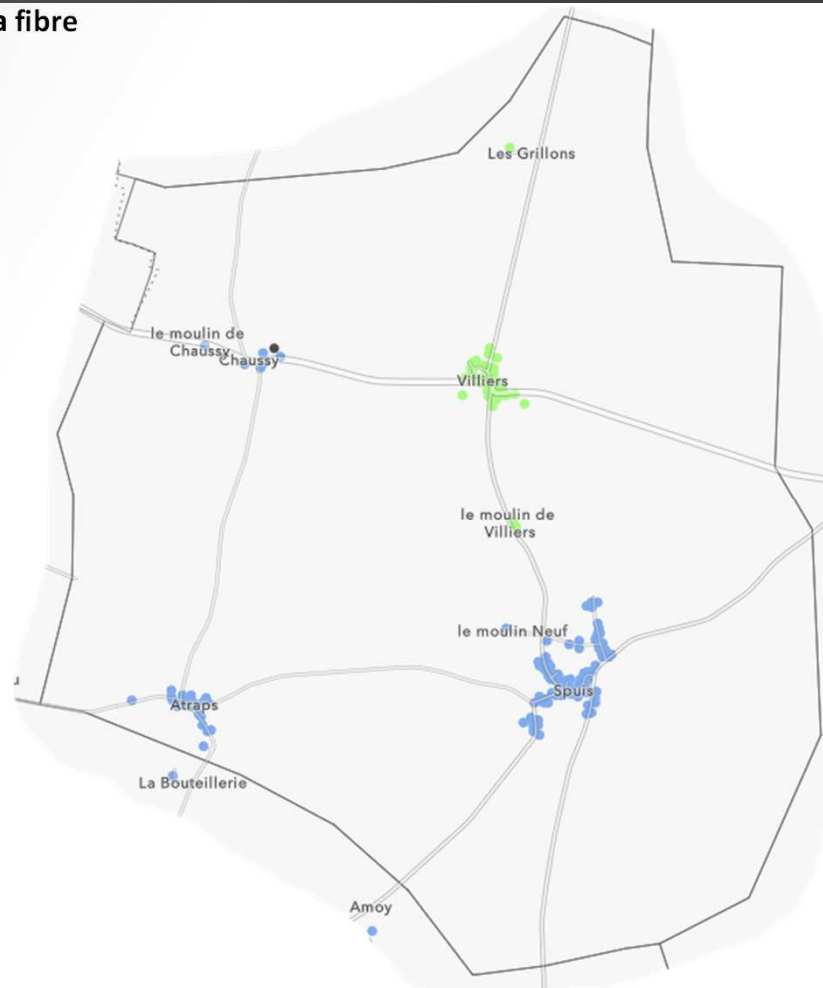 a fibre
Les Grillons
le moulin de
Chaussy
Chaussy
Villiers
le moulin de
Villiers
le moulin Neuf
Spuis
Atraps
La Bouteillerie
Amoy